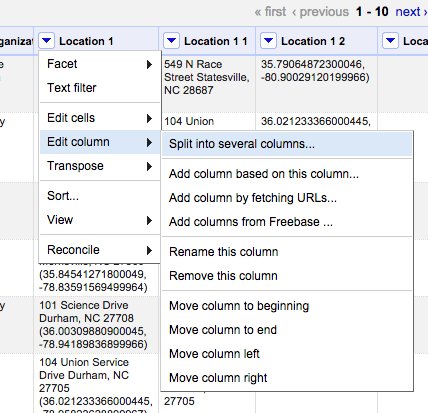 « first ‹ previous 1 - 10 next ›
Location 1
Location 1 1
Location 1 2
Facet
Text filter
Edit cells
Edit column
Transpose
Sort...
View
Reconcile
549 N Race
Street Statesville,
NC 28687
35.79064872300046,
-80.90029120199966)
104 Union
36.021233366000445,
Split into several columns...
Add column based on this column...
Add column by fetching URLs...
Add columns from Freebase ...
Rename this column
Remove this column
Move column to beginning
Move column to end
Move column left
Move column right
(35.84541271800049,
-78.83591569499964)
101 Science Drive
Durham, NC 27708
(36.00309880900045,
-78.94189836899966)
104 Union Service
Drive Durham, NC
27705
27705
(36.021233366000445,